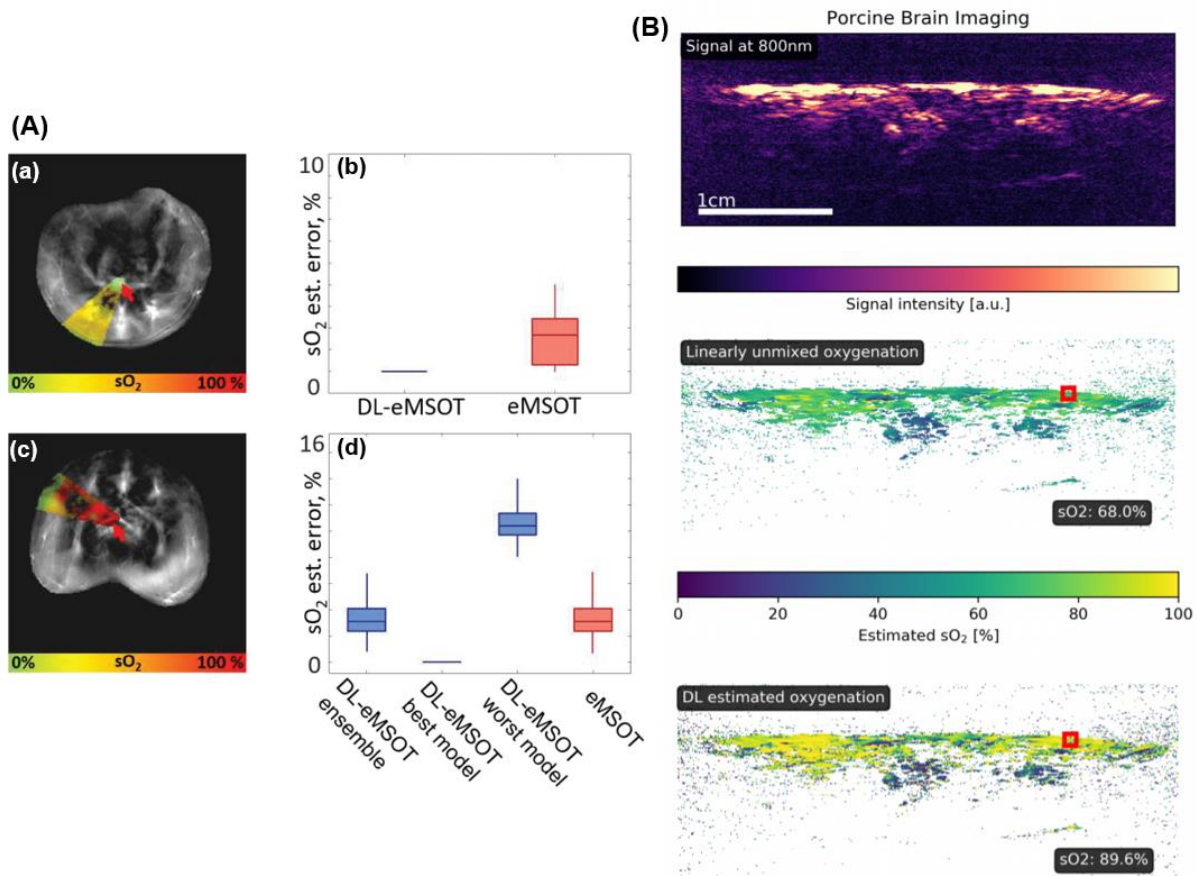 (A)
(a)
0% sO₂ 100 %
(b)
10
sO₂ est. error, %
0
DL-eMSOT eMSOT
(c)
0% sO₂ 100 %
(d)
16
sO₂ est. error, %
0
DL-eMSOT
ensemble
DL-eMSOT
best model
DL-eMSOT
worst model
eMSOT
(B)
Porcine Brain Imaging
Signal at 800nm
1cm
Signal intensity [a.u.]
Linearly unmixed oxygenation
sO2: 68.0%
0 20 40 60 80 100
Estimated sO₂ [%]
DL estimated oxygenation
sO2: 89.6%